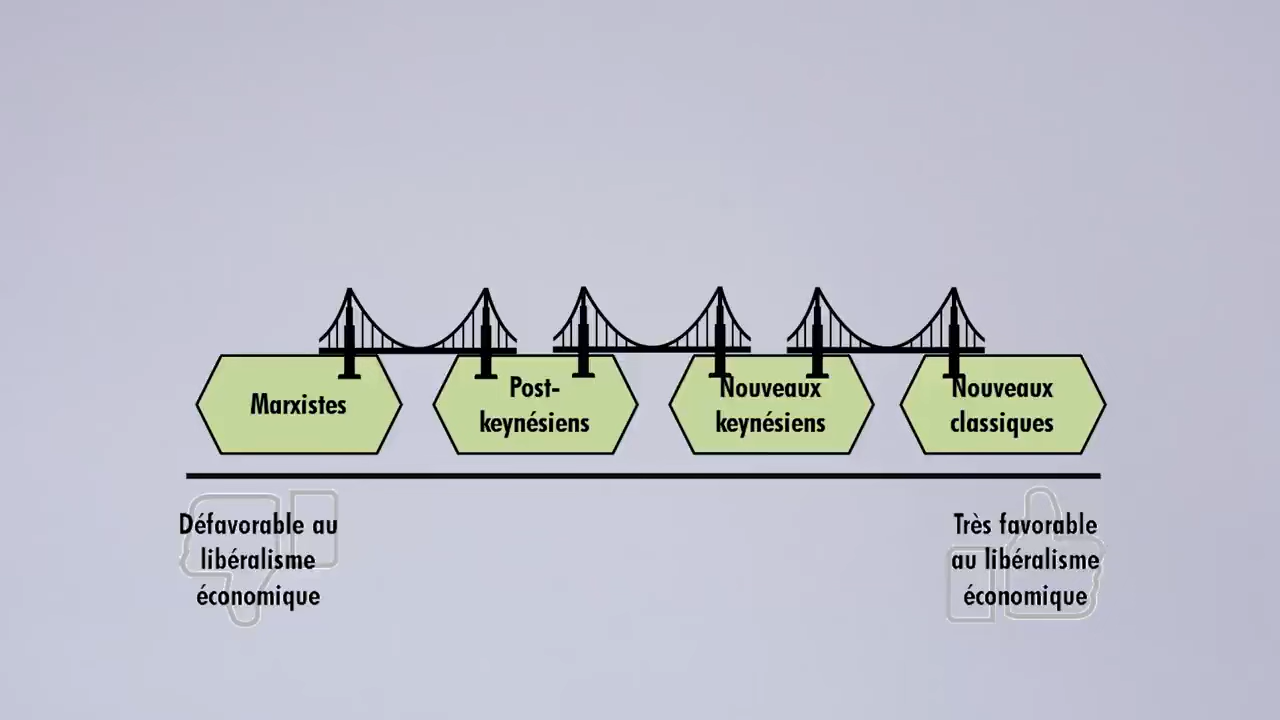 Marxistes
Post-
keynésiens
Nouveaux
keynésiens
Nouveaux
classiques
Défavorable au
libéralisme
économique
Très favorable
au libéralisme
économique